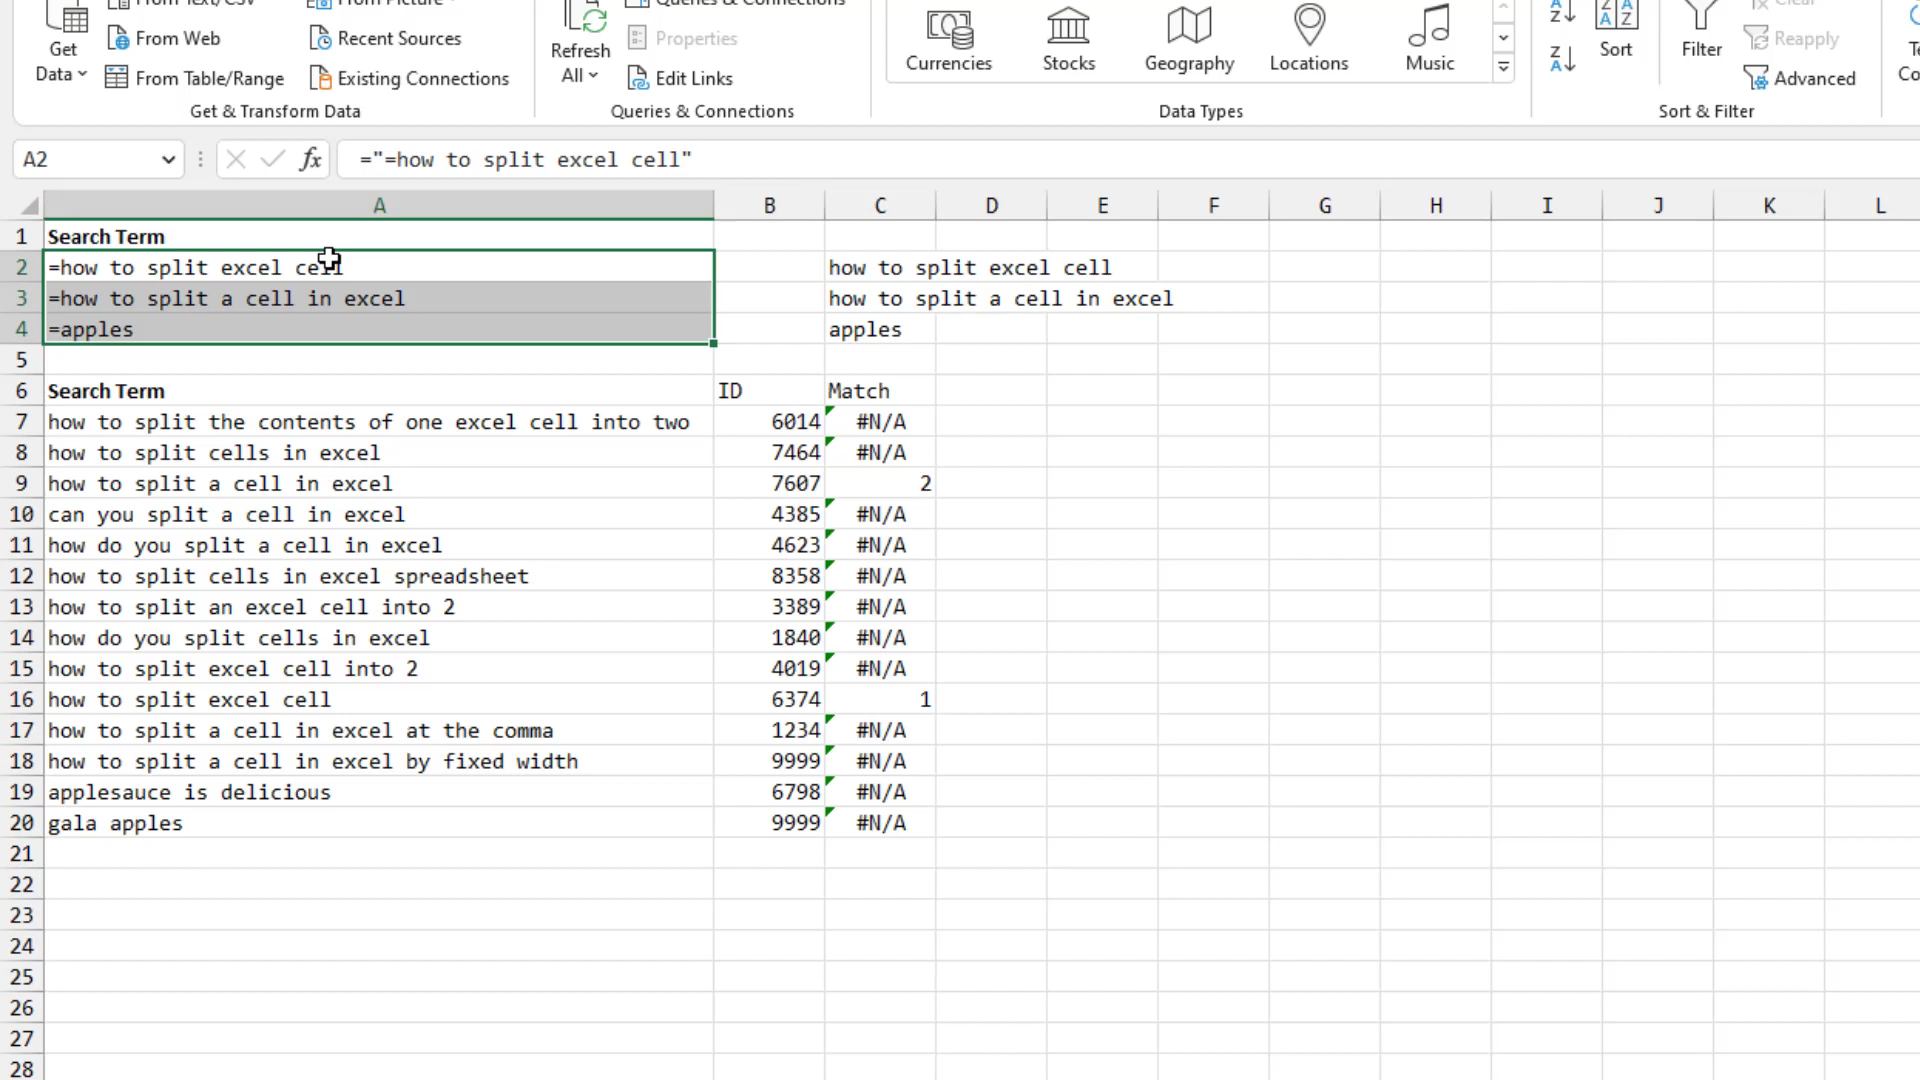 Get Data
From Web
From Table/Range
Recent Sources
Existing Connections
Get & Transform Data
Refresh All
Queries & Connections
Properties
Edit Links
Queries & Connections
Currencies
Stocks
Geography
Locations
Music
Data Types
Sort
Filter
Clear
Reapply
Advanced
Sort & Filter
A2 fx ="=how to split excel cell"
A B C D E F G H I J K L
1 Search Term
2 =how to split excel cell how to split excel cell
3 =how to split a cell in excel how to split a cell in excel
4 =apples apples
5
6 Search Term ID Match
7 how to split the contents of one excel cell into two 6014 #N/A
8 how to split cells in excel 7464 #N/A
9 how to split a cell in excel 7607 2
10 can you split a cell in excel 4385 #N/A
11 how do you split a cell in excel 4623 #N/A
12 how to split cells in excel spreadsheet 8358 #N/A
13 how to split an excel cell into 2 3389 #N/A
14 how do you split cells in excel 1840 #N/A
15 how to split excel cell into 2 4019 #N/A
16 how to split excel cell 6374 1
17 how to split a cell in excel at the comma 1234 #N/A
18 how to split a cell in excel by fixed width 9999 #N/A
19 applesauce is delicious 6798 #N/A
20 gala apples 9999 #N/A
21
22
23
24
25
26
27
28